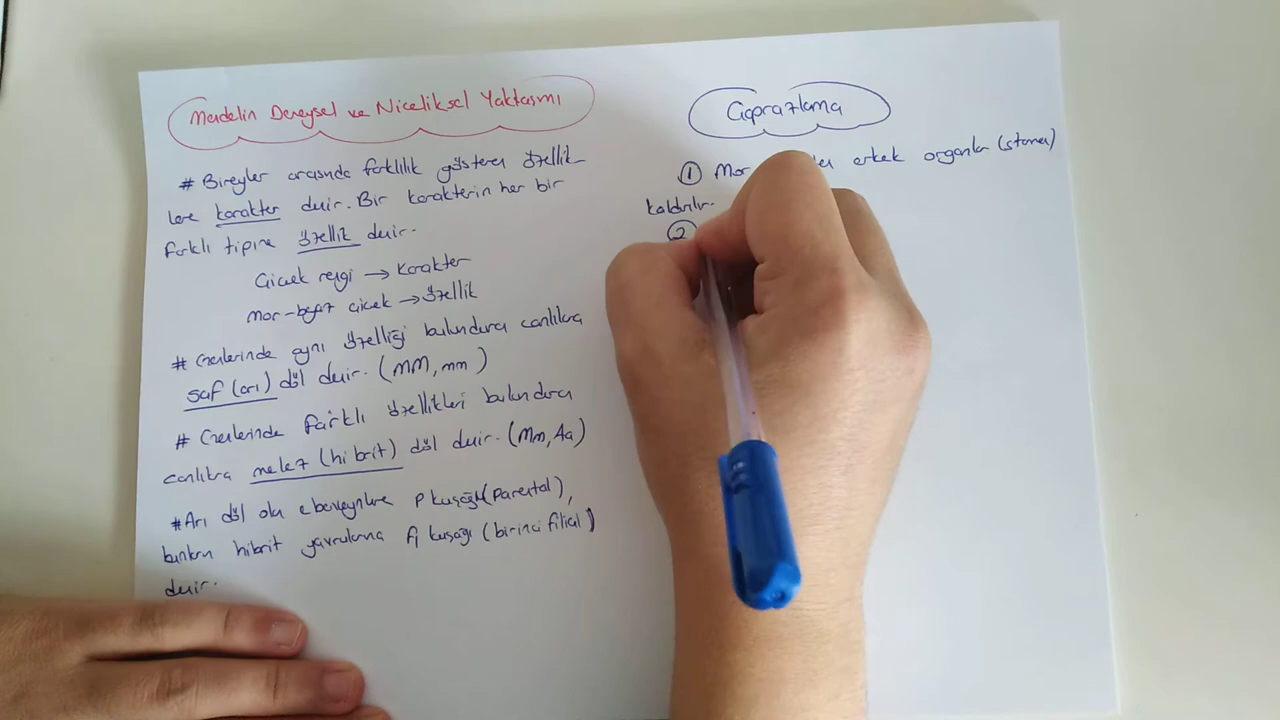 Mendelin Deneysel ve Niceliksel Yaklaşımı
# Bireyler arasında farklılık gösteren özellik
lere karakter denir. Bir karakterin her bir
farklı tipine özellik denir.
Çiçek rengi → Karakter
mor-beyaz çiçek → özellik
# Genlerinde aynı özelliği bulunduran canlılara
saf (arı) döl denir. (MM, mm)
# Genlerinde farklı özellikleri bulunduran
canlılara melez (hibrit) döl denir. (Mm, Aa)
# Arı döl olan ebeveynlere P kuşağı (parental),
bunların hibrit yavrularına F1 kuşağı (birinci filial)
denir.
Çaprazlama
① Mor erkek organlar (stamen)
kaldırılır.
②